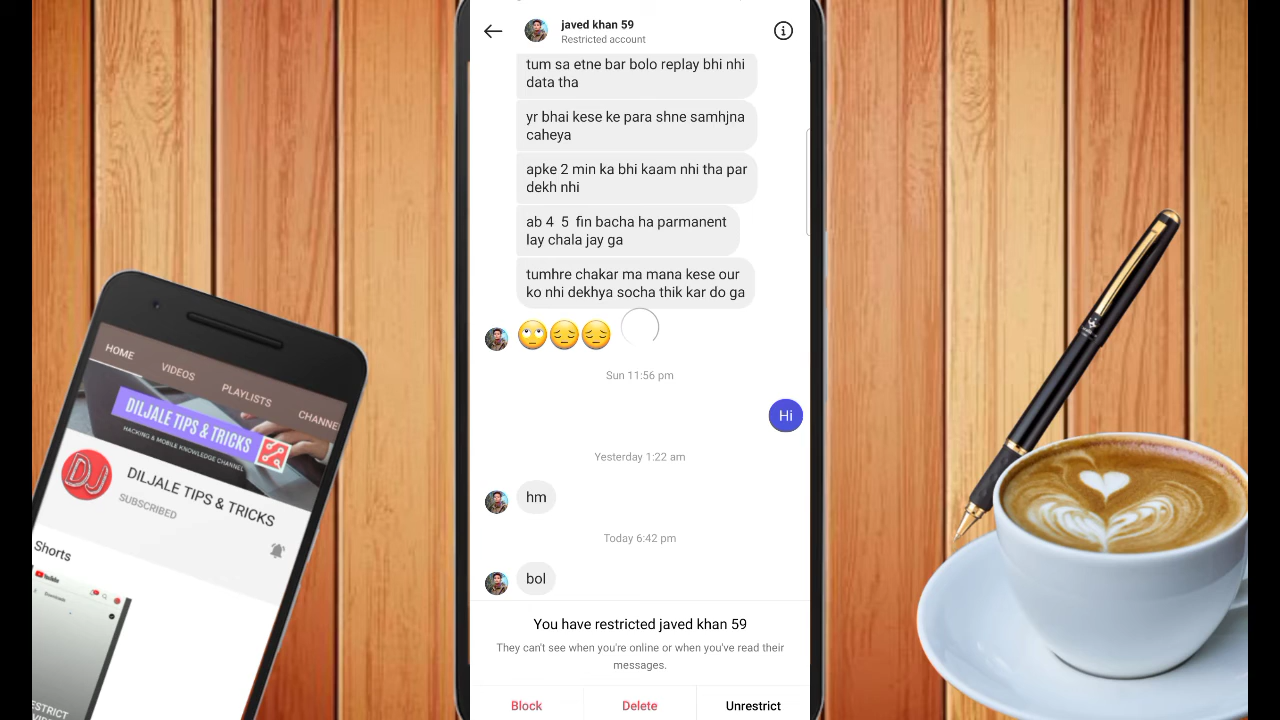 javed khan 59
Restricted account
tum sa etne bar bolo replay bhi nhi
data tha
yr bhai kese ke para shne samhjna
caheya
apke 2 min ka bhi kaam nhi tha par
dekh nhi
ab 4 5 fin bacha ha parmanent
lay chala jay ga
tumhre chakar ma mana kese our
ko nhi dekhya socha thik kar do ga
Sun 11:56 pm
Hi
Yesterday 1:22 am
hm
Today 6:42 pm
bol
You have restricted javed khan 59
They can't see when you're online or when you've read their
messages.
Block Delete Unrestrict
HOME VIDEOS PLAYLISTS CHANNE
DILJALE TIPS & TRICKS
HACKING & MOBILE KNOWLEDGE CHANNEL
DJ
DILJALE TIPS & TRICKS
SUBSCRIBED
Shorts
YouTube
Downloads